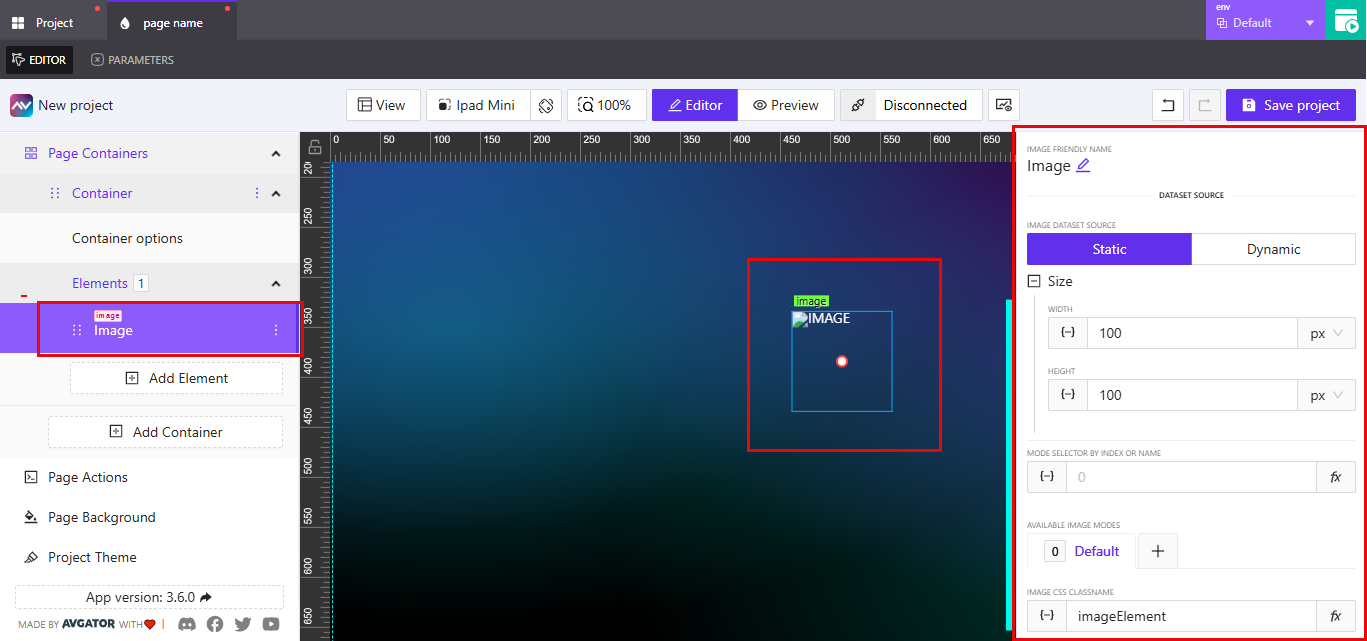 Project
page name
env
Default
EDITOR
PARAMETERS
New project
View
Ipad Mini
100%
Editor
Preview
Disconnected
Save project
Page Containers
Container
Container options
Elements 1
image
Image
Add Element
Add Container
Page Actions
Page Background
Project Theme
App version: 3.6.0
MADE BY AVGATOR WITH |
0 50 100 150 200 250 300 350 400 450 500 550 600 650
20
250
300
350
400
450
500
550
600
650
image
IMAGE
IMAGE FRIENDLY NAME
Image
DATASET SOURCE
IMAGE DATASET SOURCE
Static Dynamic
Size
WIDTH
{–} 100 px
HEIGHT
{–} 100 px
MODE SELECTOR BY INDEX OR NAME
{–} 0 fx
AVAILABLE IMAGE MODES
0 Default +
IMAGE CSS CLASSNAME
{–} imageElement fx